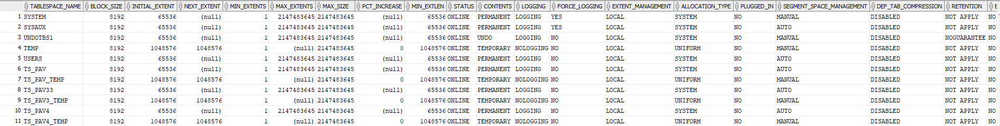 TABLESPACE_NAME BLOCK_SIZE INITIAL_EXTENT NEXT_EXTENT MIN_EXTENTS MAX_EXTENTS MAX_SIZE PCT_INCREASE MIN_EXTLEN STATUS CONTENTS LOGGING FORCE_LOGGING EXTENT_MANAGEMENT ALLOCATION_TYPE PLUGGED_IN SEGMENT_SPACE_MANAGEMENT DEF_TAB_COMPRESSION RETENTION
1 SYSTEM 8192 65536 (null) 1 2147483645 2147483645 (null) 65536 ONLINE PERMANENT LOGGING YES LOCAL SYSTEM NO MANUAL DISABLED NOT APPLY NO
2 SYSAUX 8192 65536 (null) 1 2147483645 2147483645 (null) 65536 ONLINE PERMANENT LOGGING YES LOCAL SYSTEM NO AUTO DISABLED NOT APPLY NO
3 UNDOTBS1 8192 65536 (null) 1 2147483645 2147483645 (null) 65536 ONLINE UNDO LOGGING NO LOCAL SYSTEM NO MANUAL DISABLED NOGUARANTEE NO
4 TEMP 8192 1048576 1048576 1 (null) 2147483645 0 1048576 ONLINE TEMPORARY NOLOGGING NO LOCAL UNIFORM NO MANUAL DISABLED NOT APPLY NO
5 USERS 8192 65536 (null) 1 2147483645 2147483645 (null) 65536 ONLINE PERMANENT LOGGING NO LOCAL SYSTEM NO AUTO DISABLED NOT APPLY NO
6 TS_PAV 8192 65536 (null) 1 2147483645 2147483645 (null) 65536 ONLINE PERMANENT LOGGING NO LOCAL SYSTEM NO AUTO DISABLED NOT APPLY NO
7 TS_PAV_TEMP 8192 1048576 1048576 1 (null) 2147483645 0 1048576 ONLINE TEMPORARY NOLOGGING NO LOCAL UNIFORM NO MANUAL DISABLED NOT APPLY NO
8 TS_PAV33 8192 65536 (null) 1 2147483645 2147483645 (null) 65536 ONLINE PERMANENT LOGGING NO LOCAL SYSTEM NO AUTO DISABLED NOT APPLY NO
9 TS_PAV3_TEMP 8192 1048576 1048576 1 (null) 2147483645 0 1048576 ONLINE TEMPORARY NOLOGGING NO LOCAL UNIFORM NO MANUAL DISABLED NOT APPLY NO
10 TS_PAV4 8192 65536 (null) 1 2147483645 2147483645 (null) 65536 ONLINE PERMANENT LOGGING NO LOCAL SYSTEM NO AUTO DISABLED NOT APPLY NO
11 TS_PAV4_TEMP 8192 1048576 1048576 1 (null) 2147483645 0 1048576 ONLINE TEMPORARY NOLOGGING NO LOCAL UNIFORM NO MANUAL DISABLED NOT APPLY NO